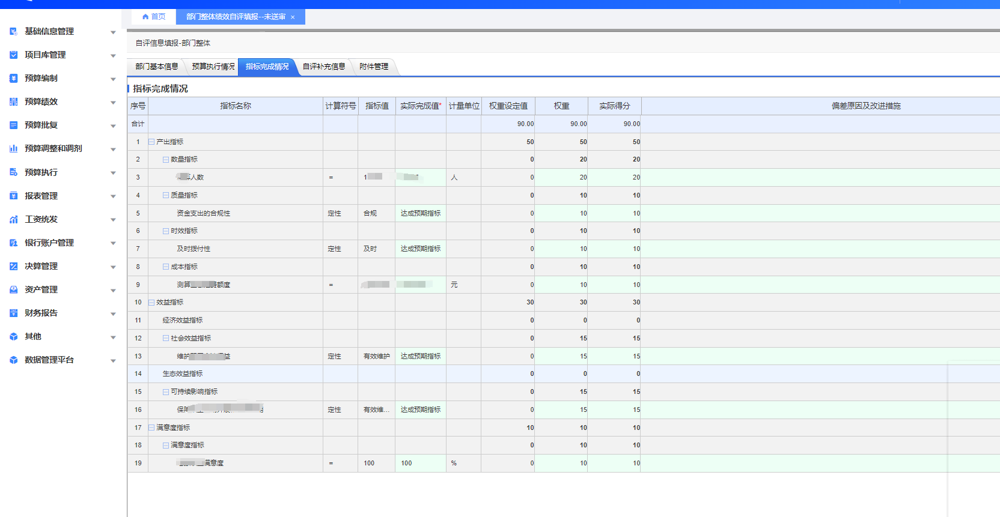 首页 部门整体绩效自评填报--未送审 ×
基础信息管理
项目库管理
预算编制
预算绩效
预算批复
预算调整和调剂
预算执行
报表管理
工资统发
银行账户管理
决算管理
资产管理
财务报告
其他
数据管理平台
自评信息填报-部门整体
部门基本信息 预算执行情况 指标完成情况 自评补充信息 附件管理
指标完成情况
序号 指标名称 计算符号 指标值 实际完成值* 计量单位 权重设定值 权重 实际得分 偏差原因及改进措施
合计 90.00 90.00 90.00
1 产出指标 50 50 50
2 数量指标 0 20 20
3 人数 = 1 人 0 20 20
4 质量指标 0 10 10
5 资金支出的合规性 定性 合规 达成预期指标 0 10 10
6 时效指标 0 10 10
7 及时拨付性 定性 及时 达成预期指标 0 10 10
8 成本指标 0 10 10
9 测算 额度 = 元 0 10 10
10 效益指标 30 30 30
11 经济效益指标 0 0 0
12 社会效益指标 0 15 15
13 维护 益 定性 有效维护 达成预期指标 0 15 15
14 生态效益指标 0 0 0
15 可持续影响指标 0 15 15
16 保障 定性 有效维... 达成预期指标 0 15 15
17 满意度指标 10 10 10
18 满意度指标 0 10 10
19 满意度 = 100 100 % 0 10 10